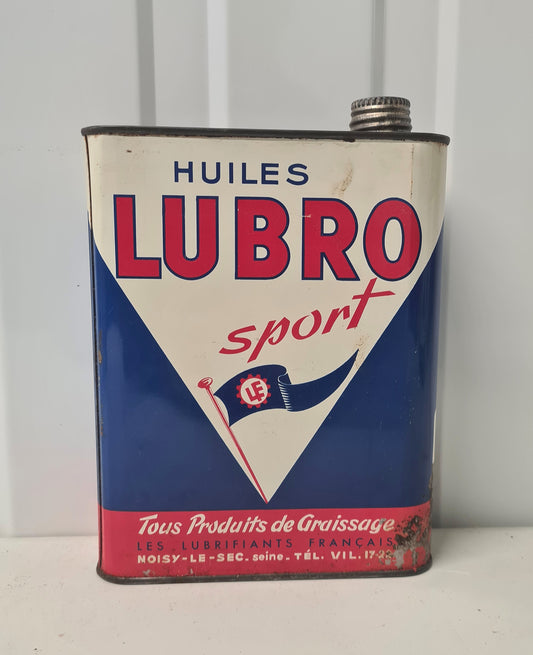 HUILES
LUBRO
sport
LF
Tous Produits de Graissage
LES LUBRIFIANTS FRANÇAIS
NOISY-LE-SEC. seine. TÉL. VIL.